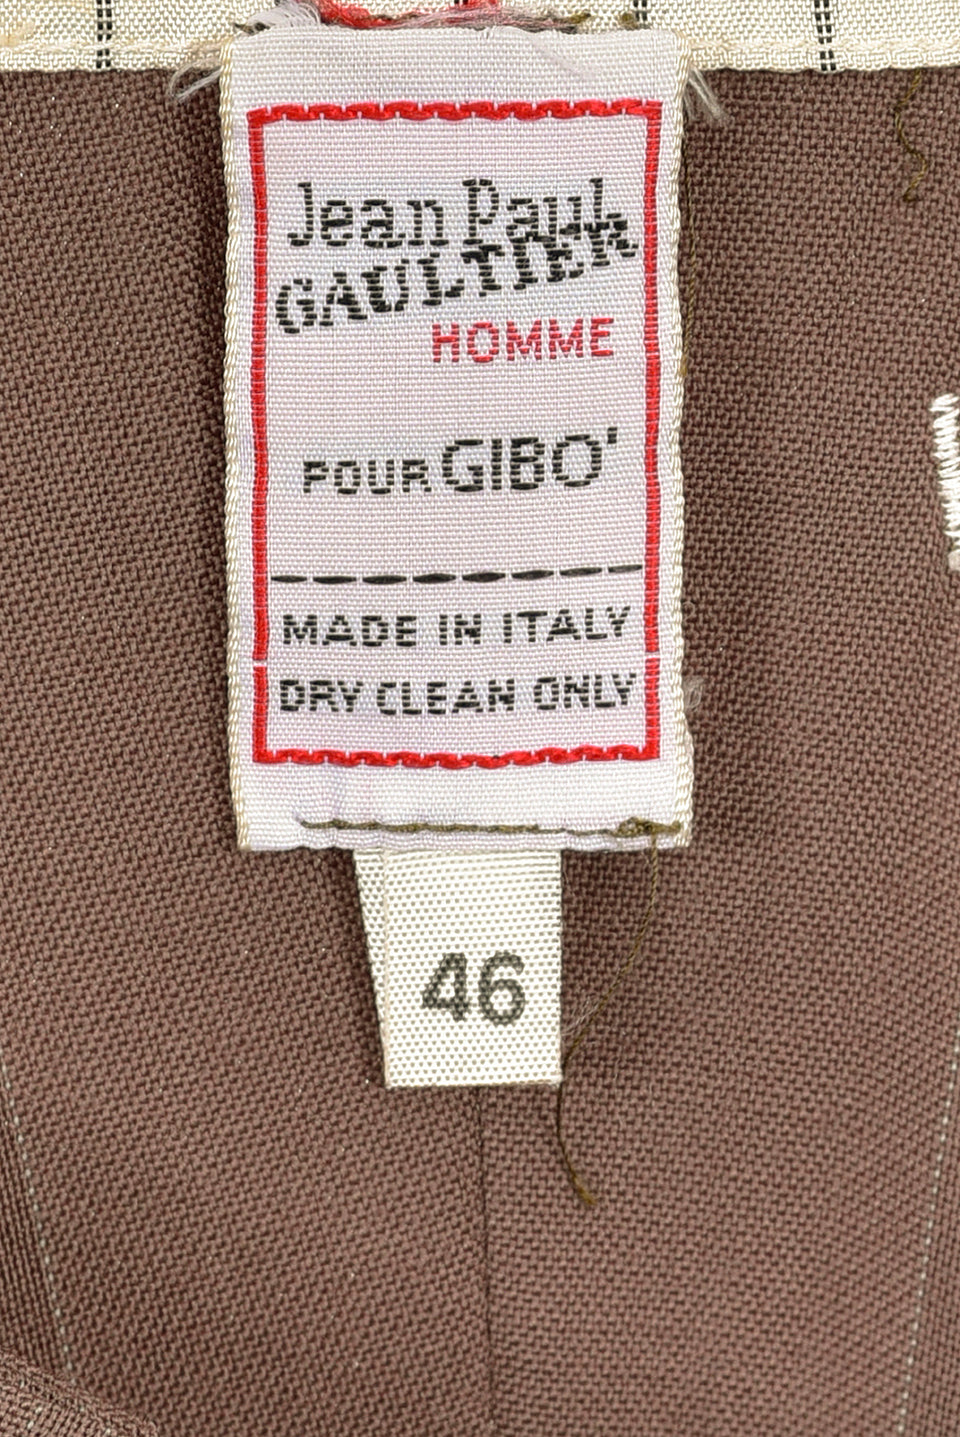 Jean Paul
GAULTIER
HOMME
POUR GIBO'
MADE IN ITALY
DRY CLEAN ONLY
46